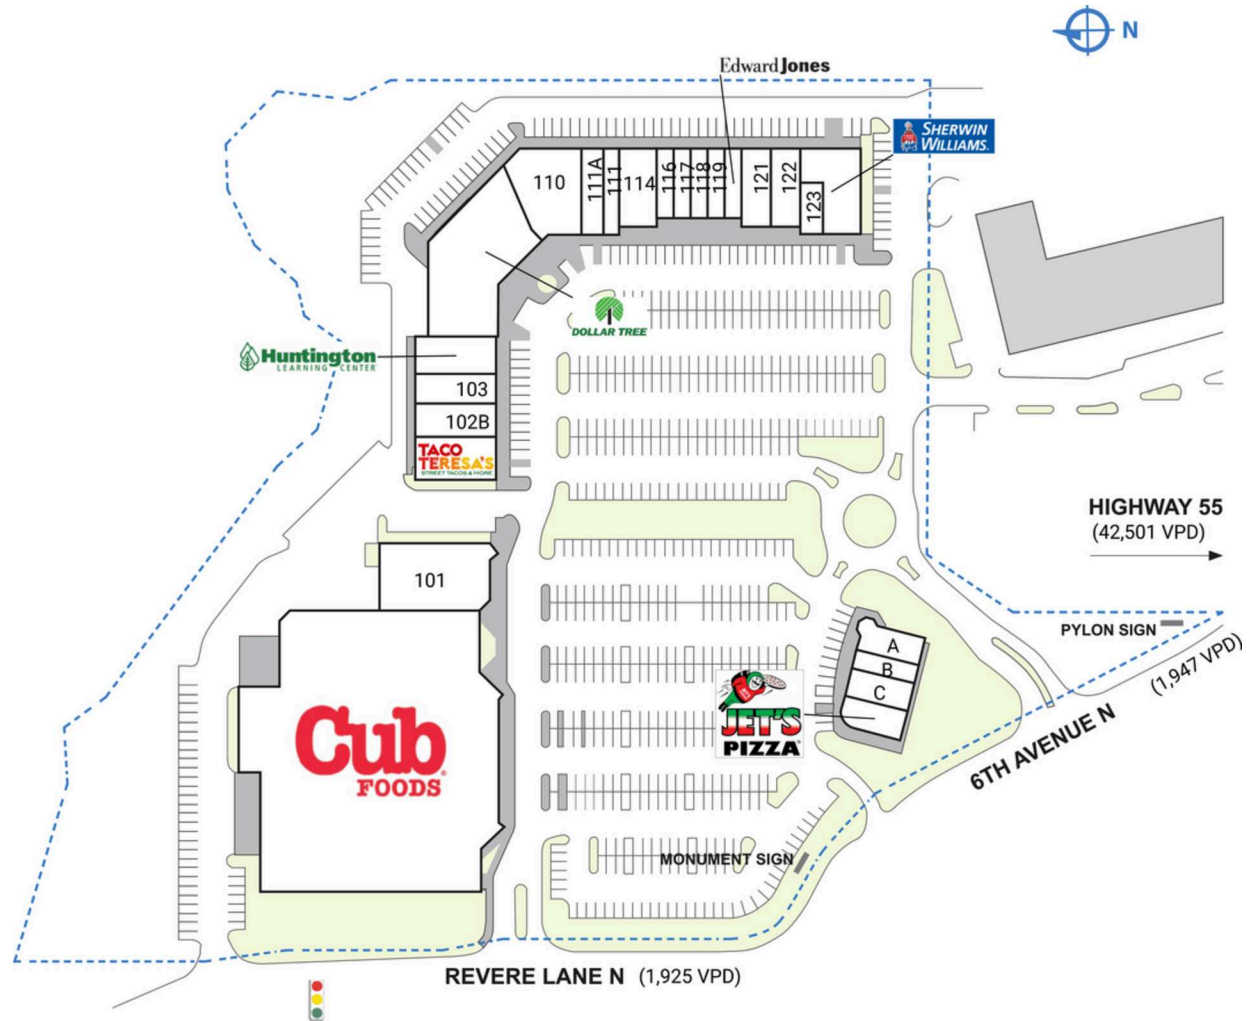 N
Edward Jones
SHERWIN
WILLIAMS.
110
111A
111
114
116
117
118
119
121
122
123
DOLLAR TREE
Huntington
LEARNING CENTER
103
102B
TACO
TERESA'S
STREET TACOS & MORE
HIGHWAY 55
(42,501 VPD)
101
PYLON SIGN
(1,947 VPD)
6TH AVENUE N
A
B
C
JET'S
PIZZA
Cub
FOODS
MONUMENT SIGN
REVERE LANE N (1,925 VPD)